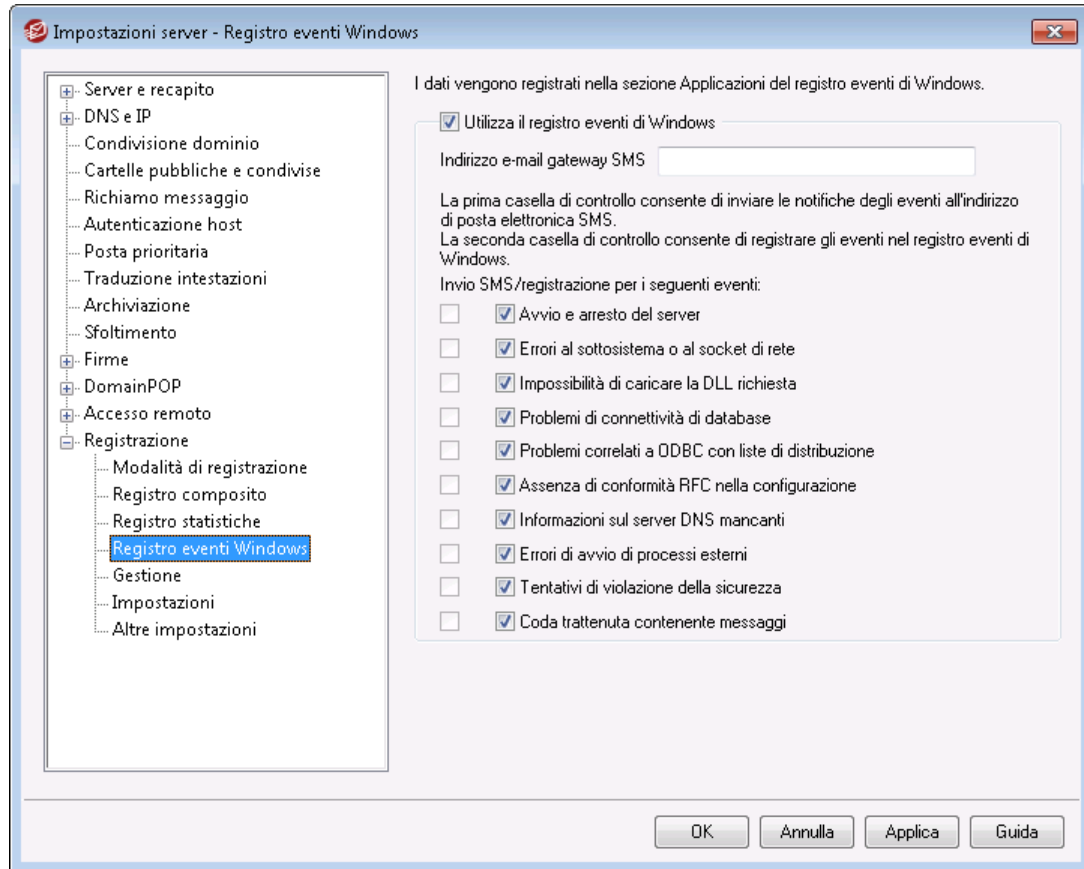 Impostazioni server - Registro eventi Windows
Server e recapito
DNS e IP
Condivisione dominio
Cartelle pubbliche e condivise
Richiamo messaggio
Autenticazione host
Posta prioritaria
Traduzione intestazioni
Archiviazione
Sfoltimento
Firme
DomainPOP
Accesso remoto
Registrazione
Modalità di registrazione
Registro composito
Registro statistiche
Registro eventi Windows
Gestione
Impostazioni
Altre impostazioni
I dati vengono registrati nella sezione Applicazioni del registro eventi di Windows.
Utilizza il registro eventi di Windows
Indirizzo e-mail gateway SMS
La prima casella di controllo consente di inviare le notifiche degli eventi all'indirizzo
di posta elettronica SMS.
La seconda casella di controllo consente di registrare gli eventi nel registro eventi di
Windows.
Invio SMS/registrazione per i seguenti eventi:
Avvio e arresto del server
Errori al sottosistema o al socket di rete
Impossibilità di caricare la DLL richiesta
Problemi di connettività di database
Problemi correlati a ODBC con liste di distribuzione
Assenza di conformità RFC nella configurazione
Informazioni sul server DNS mancanti
Errori di avvio di processi esterni
Tentativi di violazione della sicurezza
Coda trattenuta contenente messaggi
OK
Annulla
Applica
Guida